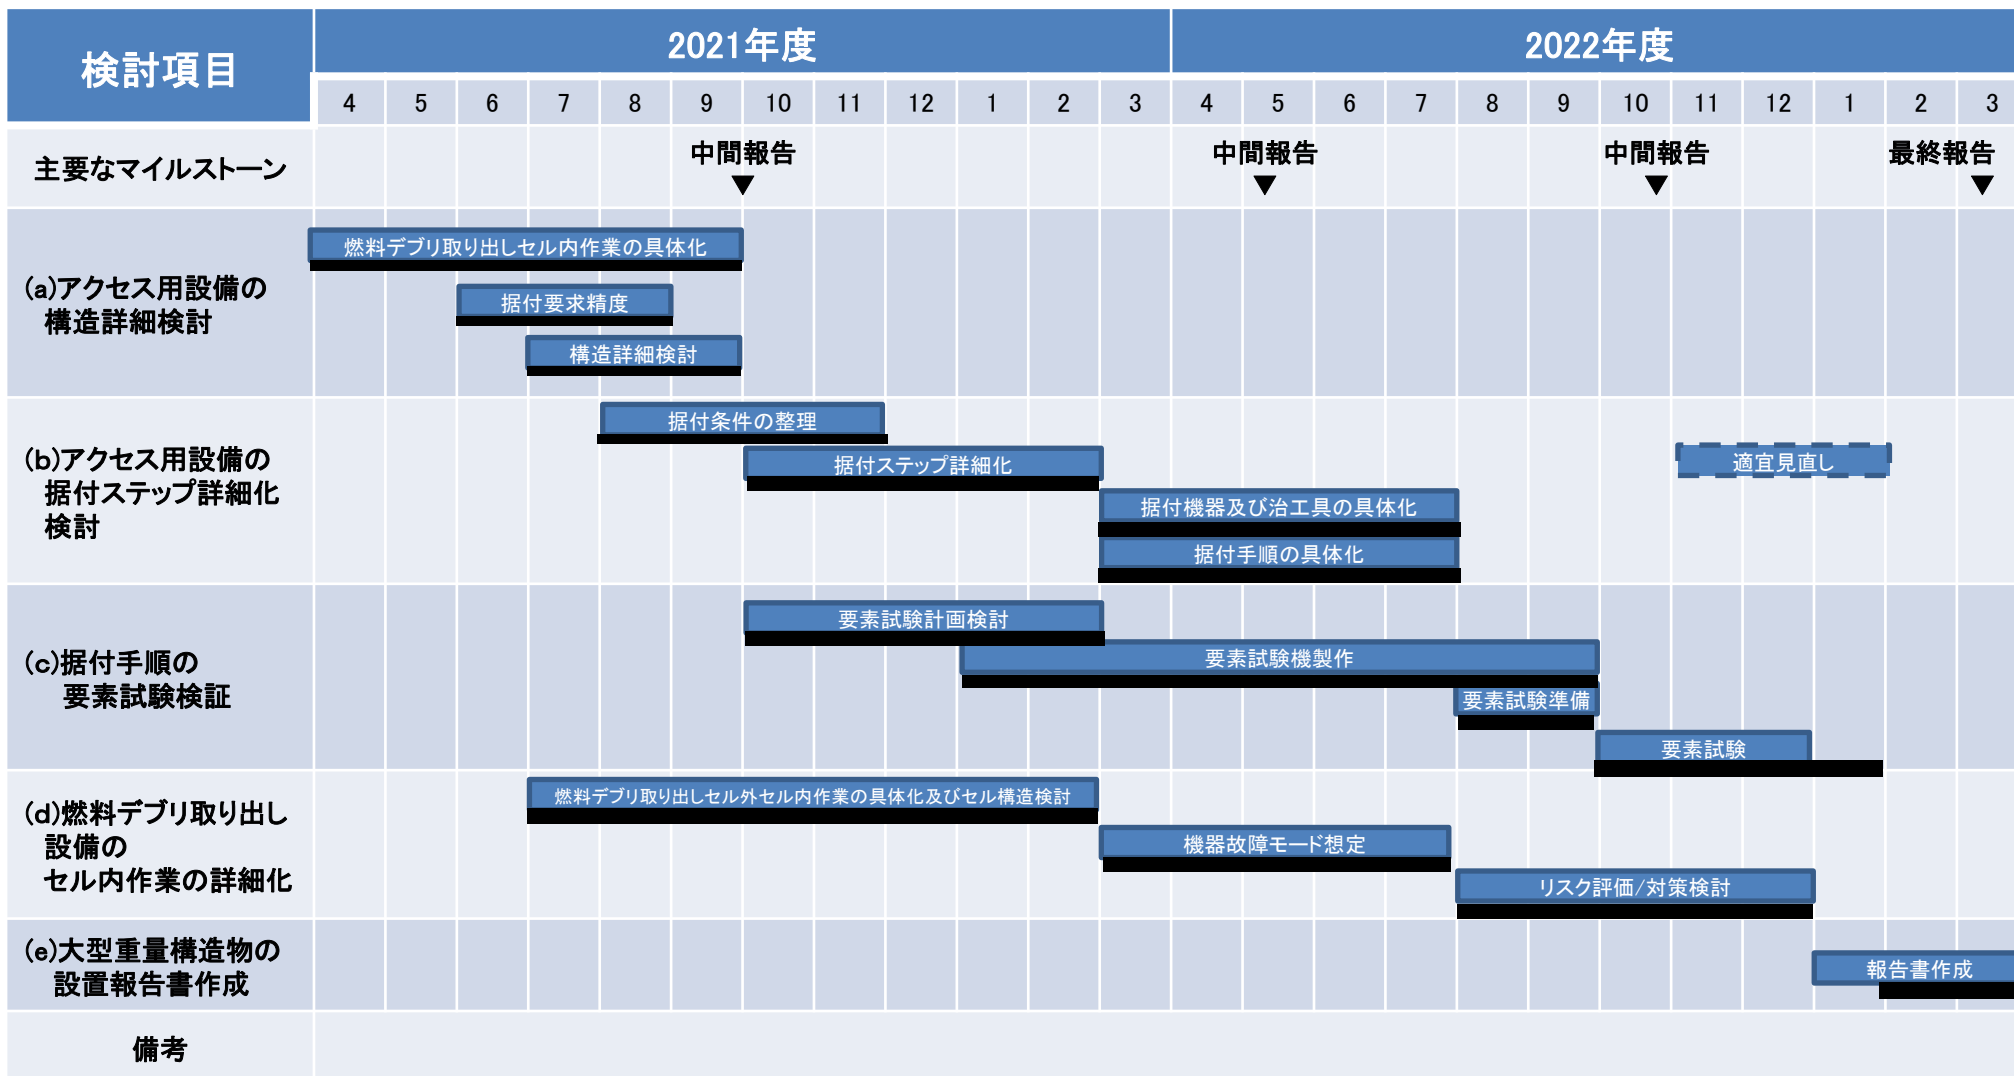 検討項目
2021年度
2022年度
4 5 6 7 8 9 10 11 12 1 2 3 4 5 6 7 8 9 10 11 12 1 2 3
主要なマイルストーン
中間報告
中間報告
中間報告
最終報告
▼ ▼ ▼ ▼
(a)アクセス用設備の
構造詳細検討
燃料デブリ取り出しセル内作業の具体化
据付要求精度
構造詳細検討
(b)アクセス用設備の
据付ステップ詳細化
検討
据付条件の整理
据付ステップ詳細化
適宜見直し
据付機器及び治工具の具体化
据付手順の具体化
(c)据付手順の
要素試験検証
要素試験計画検討
要素試験機製作
要素試験準備
要素試験
(d)燃料デブリ取り出し
設備の
セル内作業の詳細化
燃料デブリ取り出しセル外セル内作業の具体化及びセル構造検討
機器故障モード想定
リスク評価/対策検討
(e)大型重量構造物の
設置報告書作成
報告書作成
備考